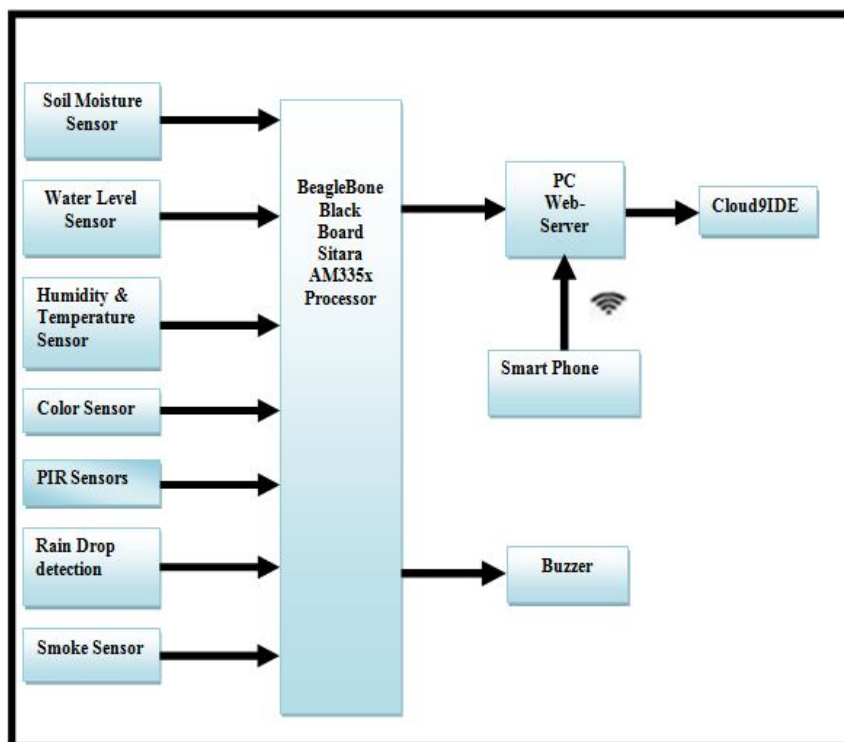 Soil Moisture
Sensor
Water Level
Sensor
Humidity &
Temperature
Sensor
Color Sensor
PIR Sensors
Rain Drop
detection
Smoke Sensor
BeagleBone
Black
Board
Sitara
AM335x
Processor
PC
Web-
Server
Cloud9IDE
Smart Phone
Buzzer